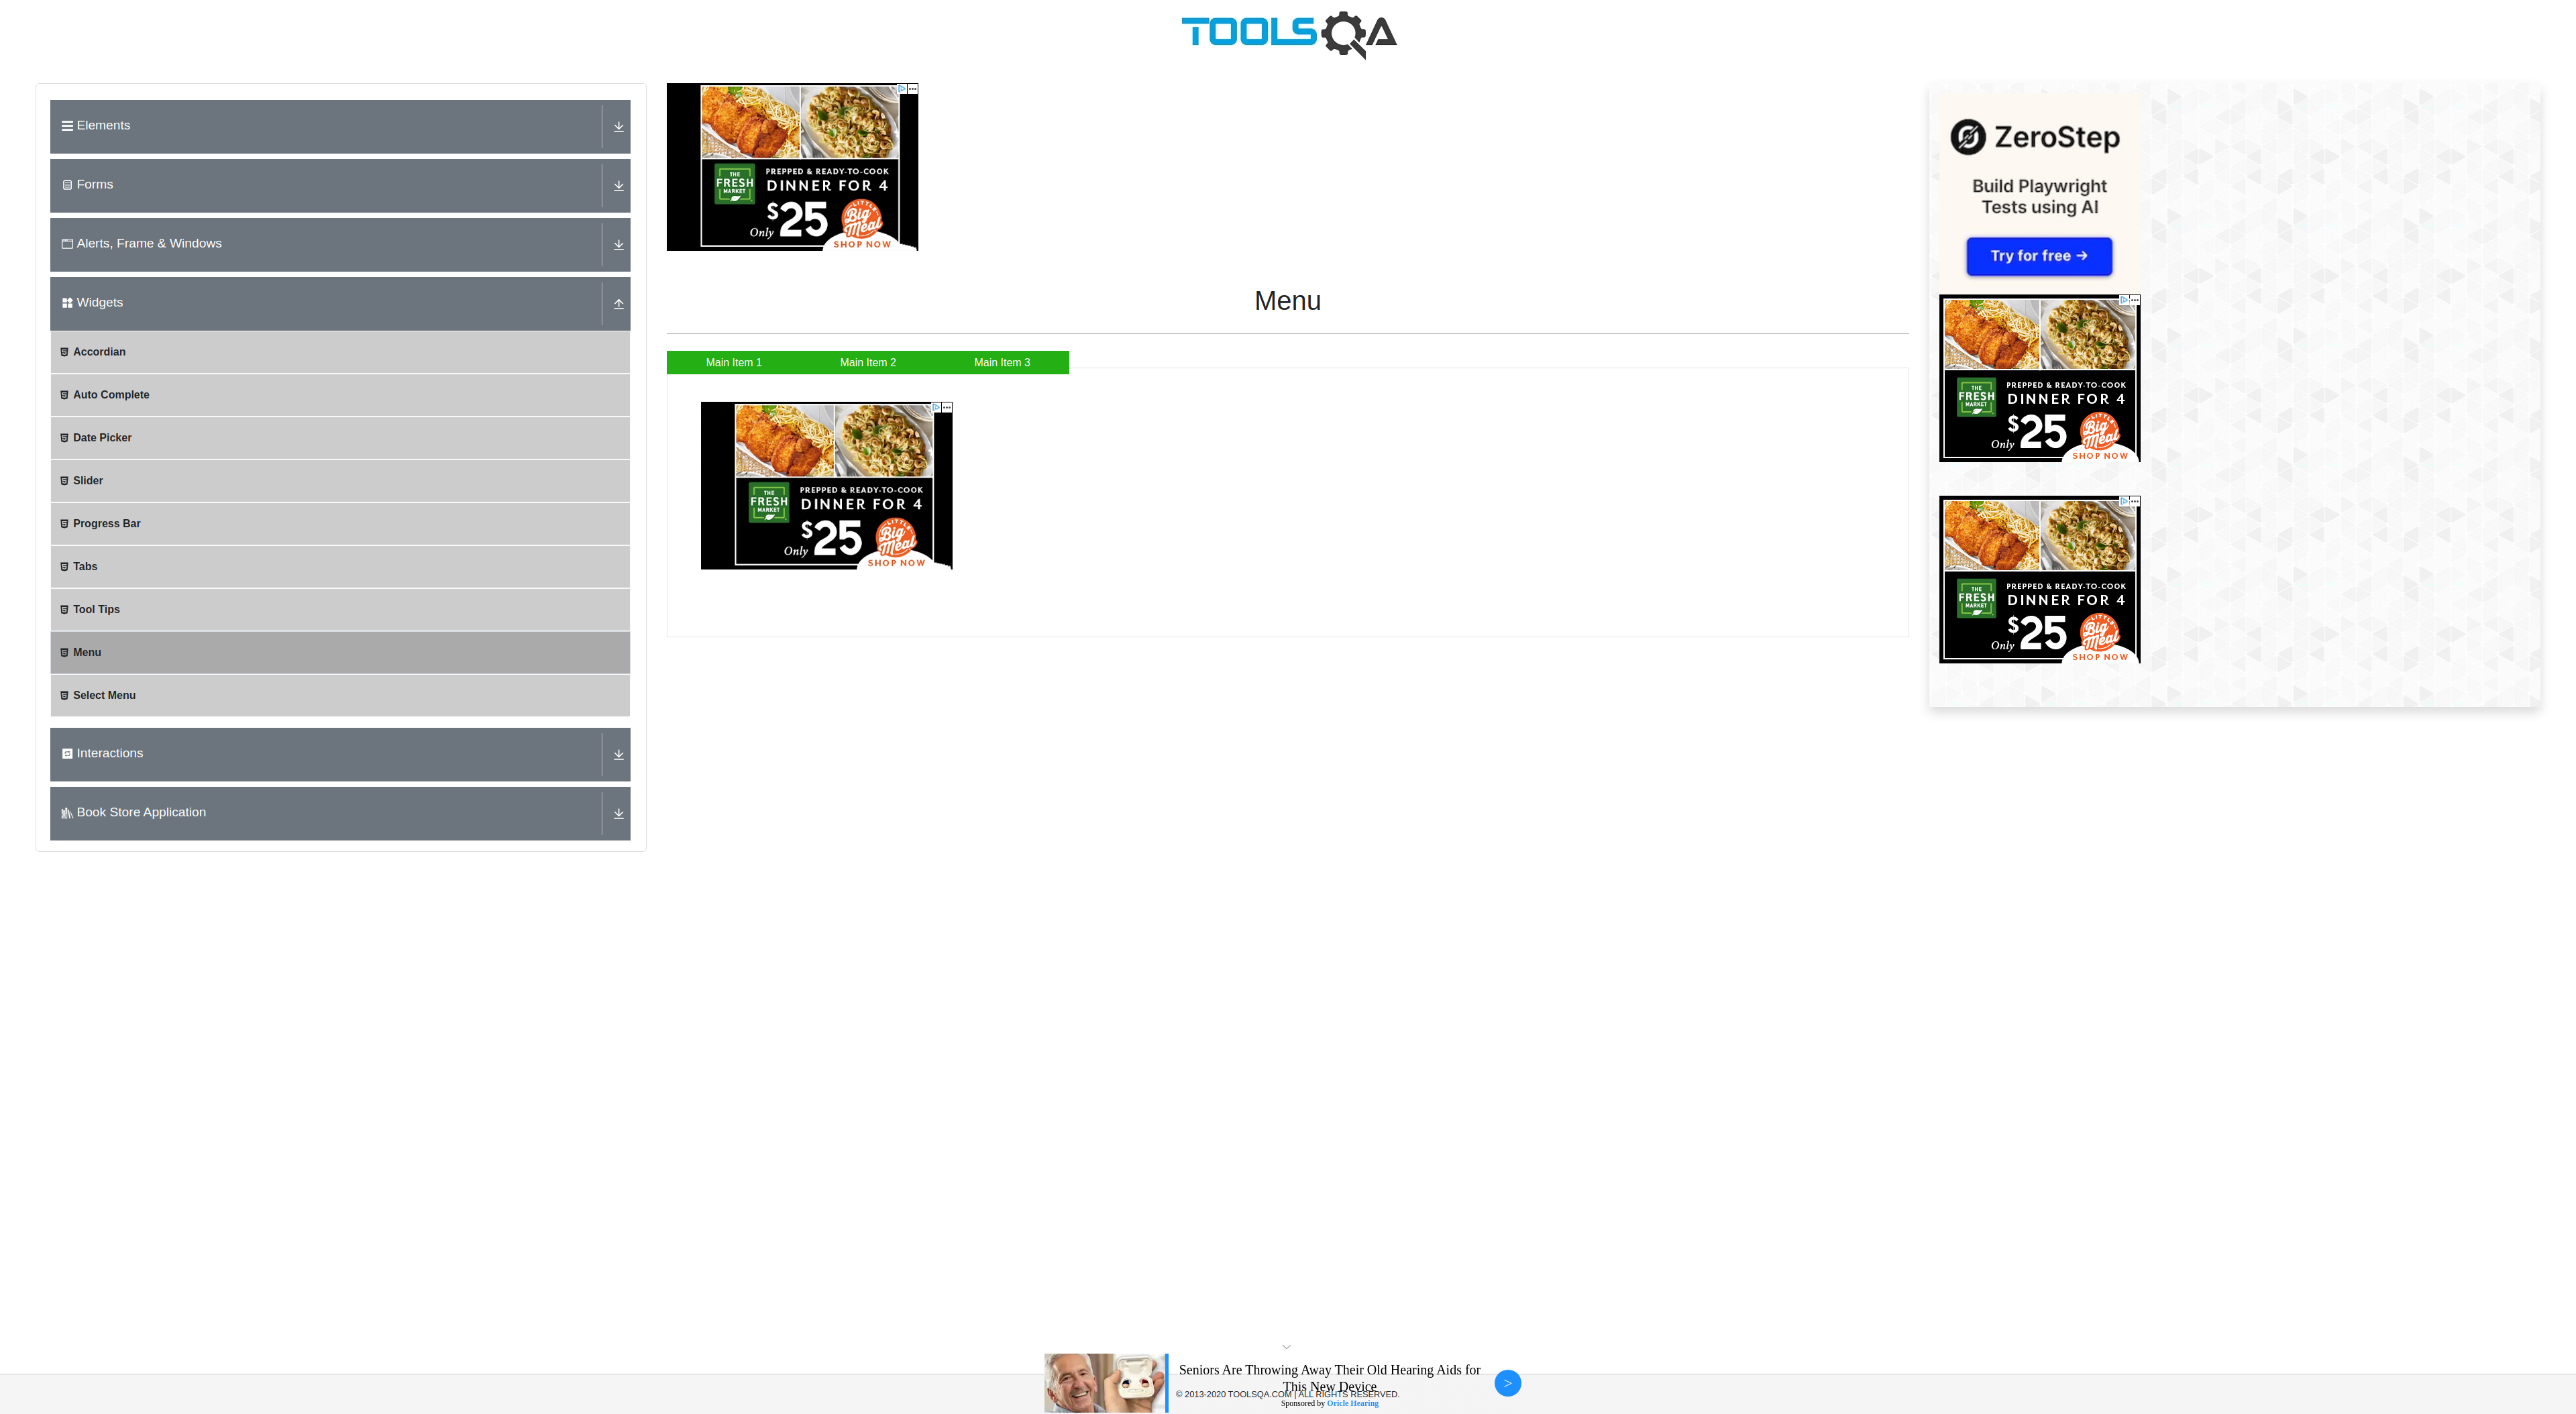 TOOLSQA
Elements
Forms
Alerts, Frame & Windows
Widgets
Accordian
Auto Complete
Date Picker
Slider
Progress Bar
Tabs
Tool Tips
Menu
Select Menu
Interactions
Book Store Application
THE
FRESH
MARKET
PREPPED & READY-TO-COOK
DINNER FOR 4
Only $25
LITTLE
Big
Meal
SHOP NOW
Menu
Main Item 1 Main Item 2 Main Item 3
THE
FRESH
MARKET
PREPPED & READY-TO-COOK
DINNER FOR 4
Only $25
LITTLE
Big
Meal
SHOP NOW
ZeroStep
Build Playwright
Tests using AI
Try for free →
THE
FRESH
MARKET
PREPPED & READY-TO-COOK
DINNER FOR 4
Only $25
LITTLE
Big
Meal
SHOP NOW
THE
FRESH
MARKET
PREPPED & READY-TO-COOK
DINNER FOR 4
Only $25
LITTLE
Big
Meal
SHOP NOW
Seniors Are Throwing Away Their Old Hearing Aids for
This New Device
© 2013-2020 TOOLSQA.COM | ALL RIGHTS RESERVED.
Sponsored by Oricle Hearing
>